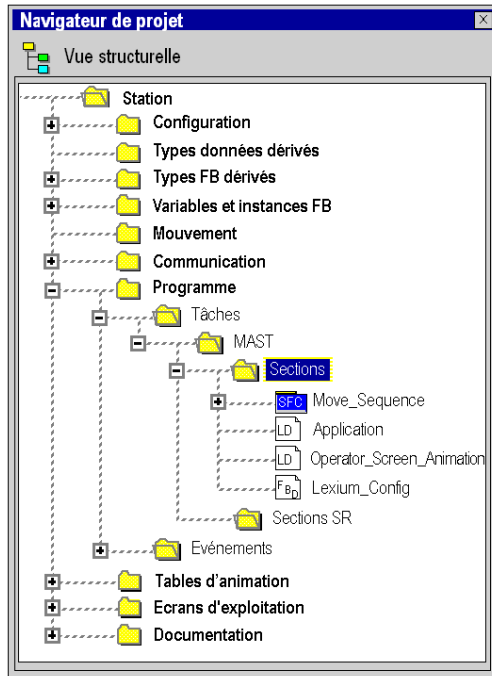 Navigateur de projet
Vue structurelle
Station
Configuration
Types données dérivés
Types FB dérivés
Variables et instances FB
Mouvement
Communication
Programme
Tâches
MAST
Sections
SFC Move_Sequence
LD Application
LD Operator_Screen_Animation
FBD Lexium_Config
Sections SR
Evénements
Tables d'animation
Ecrans d'exploitation
Documentation